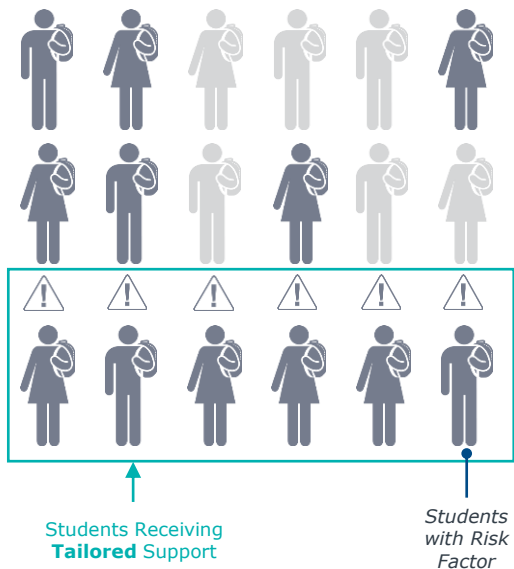 Students Receiving
Tailored Support
Students
with Risk
Factor